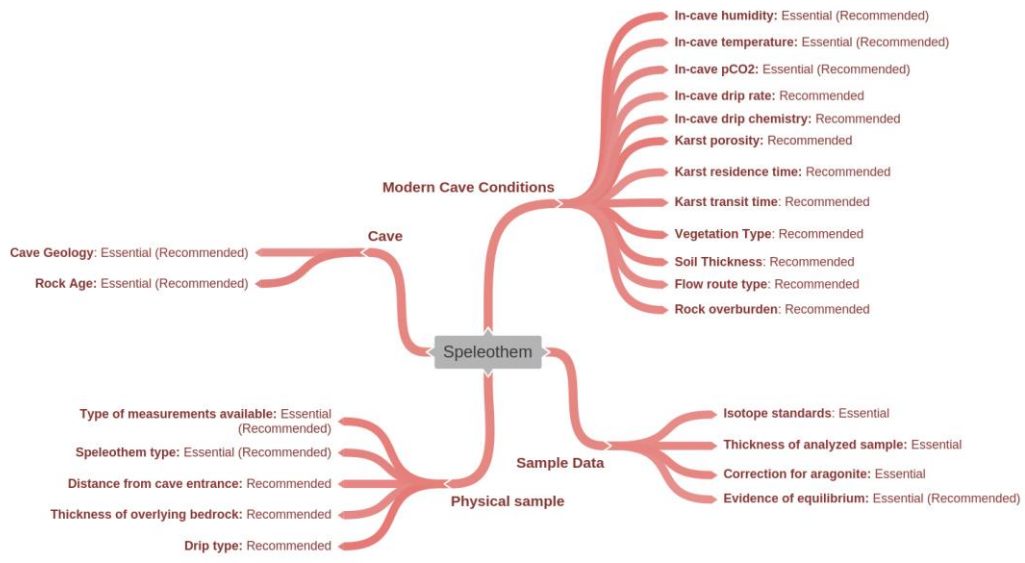 In-cave humidity: Essential (Recommended)
In-cave temperature: Essential (Recommended)
In-cave pCO2: Essential (Recommended)
In-cave drip rate: Recommended
In-cave drip chemistry: Recommended
Karst porosity: Recommended
Karst residence time: Recommended
Karst transit time: Recommended
Vegetation Type: Recommended
Soil Thickness: Recommended
Flow route type: Recommended
Rock overburden: Recommended
Modern Cave Conditions
Cave
Cave Geology: Essential (Recommended)
Rock Age: Essential (Recommended)
Speleothem
Type of measurements available: Essential
(Recommended)
Speleothem type: Essential (Recommended)
Distance from cave entrance: Recommended
Thickness of overlying bedrock: Recommended
Drip type: Recommended
Physical sample
Sample Data
Isotope standards: Essential
Thickness of analyzed sample: Essential
Correction for aragonite: Essential
Evidence of equilibrium: Essential (Recommended)